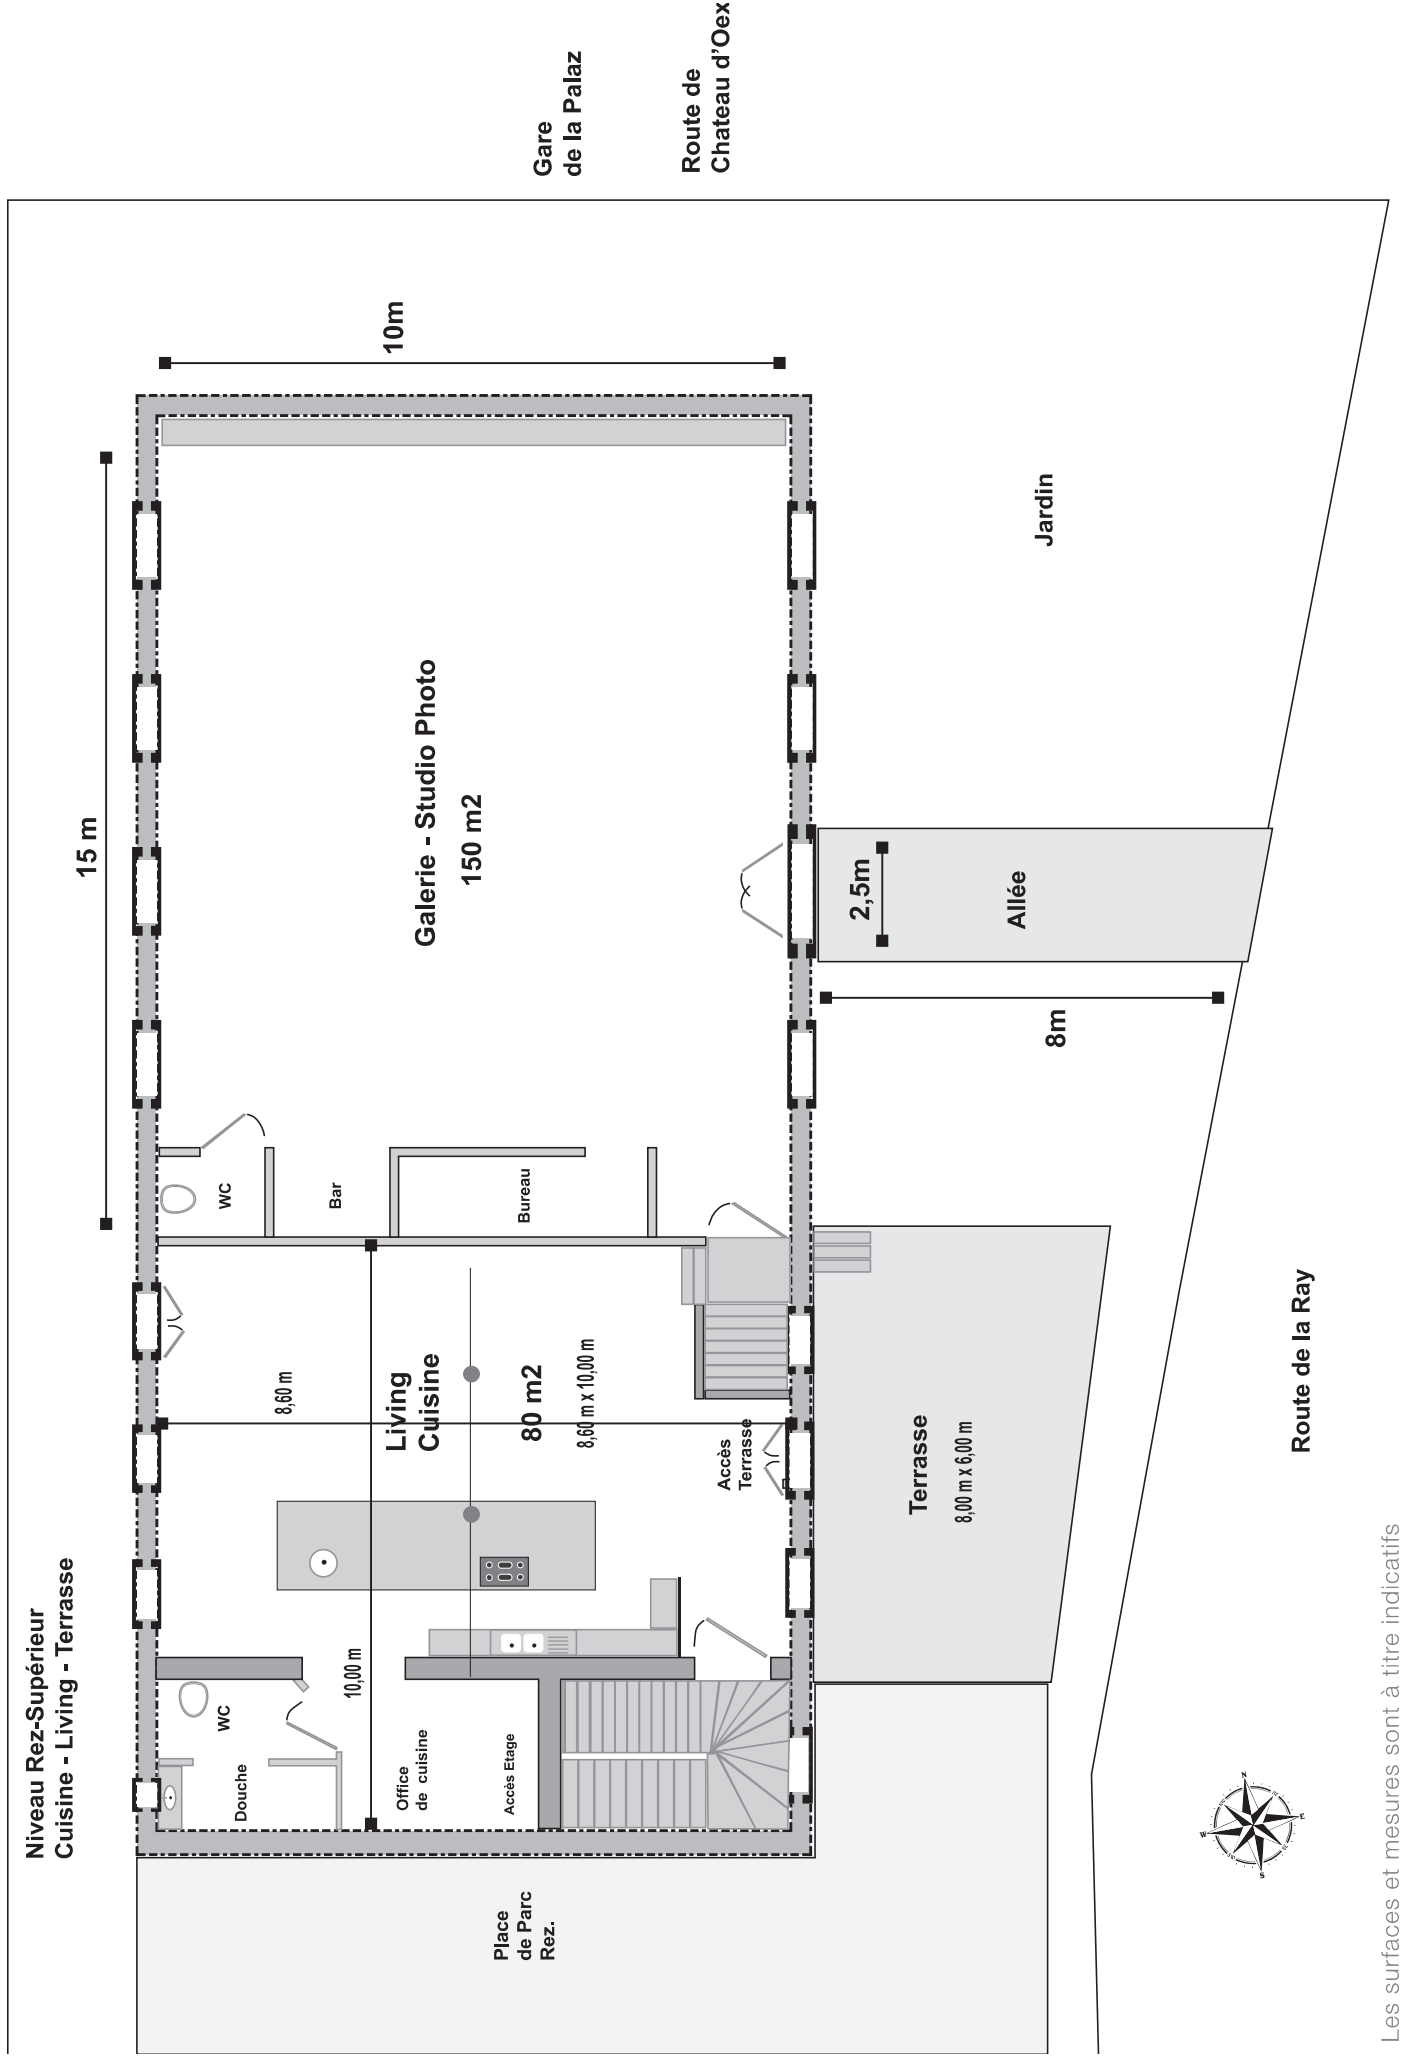 Niveau Rez-Supérieur
Cuisine - Living - Terrasse
15 m
10m
Gare
de la Palaz
Route de
Chateau d'Oex
Galerie - Studio Photo
150 m2
WC
Bar
Bureau
8,60 m
Living
Cuisine
80 m2
8,60 m x 10,00 m
10,00 m
Accès
Terrasse
WC
Douche
Office
de cuisine
Accès Etage
Place
de Parc
Rez.
Terrasse
8,00 m x 6,00 m
2,5m
Allée
8m
Jardin
Route de la Ray
N
E
S
W
Les surfaces et mesures sont à titre indicatifs